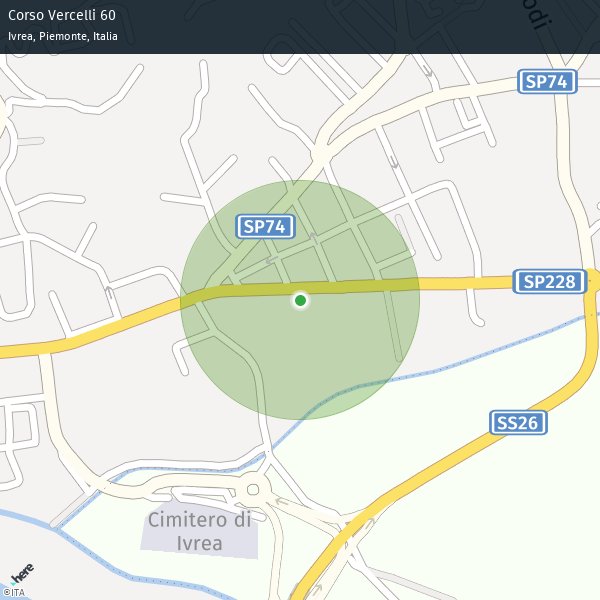 Corso Vercelli 60
Ivrea, Piemonte, Italia
odi
SP74
SP74
SP228
SS26
Cimitero di
Ivrea
here
©ITA